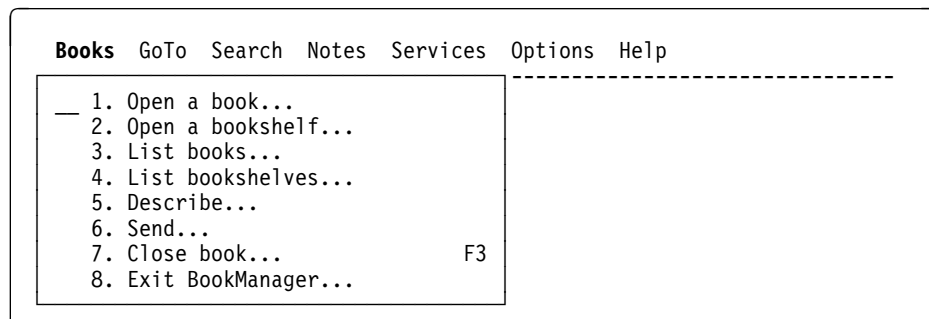 Books GoTo Search Notes Services Options Help
__ 1. Open a book...
2. Open a bookshelf...
3. List books...
4. List bookshelves...
5. Describe...
6. Send...
7. Close book... F3
8. Exit BookManager...